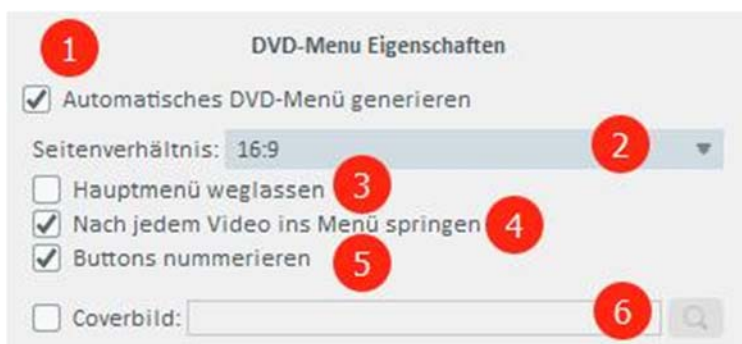 1
DVD-Menu Eigenschaften
Automatisches DVD-Menü generieren
Seitenverhältnis: 16:9 2
Hauptmenü weglassen 3
Nach jedem Video ins Menü springen 4
Buttons nummerieren 5
Coverbild: 6